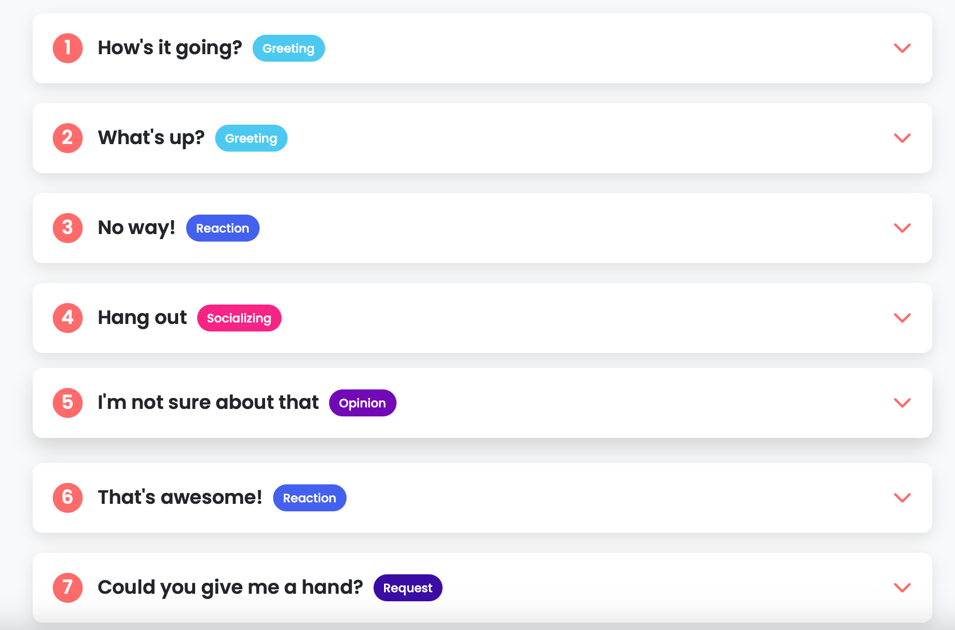 1 How's it going? Greeting
2 What's up? Greeting
3 No way! Reaction
4 Hang out Socializing
5 I'm not sure about that Opinion
6 That's awesome! Reaction
7 Could you give me a hand? Request